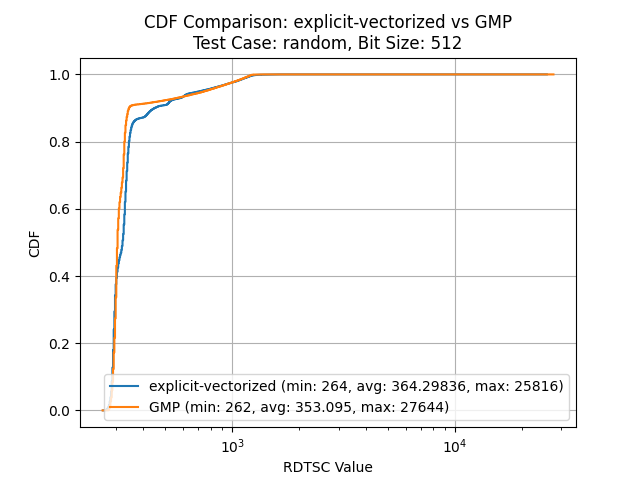 CDF Comparison: explicit-vectorized vs GMP
Test Case: random, Bit Size: 512
1.0
0.8
0.6
0.4
0.2
0.0
CDF
explicit-vectorized (min: 264, avg: 364.29836, max: 25816)
GMP (min: 262, avg: 353.095, max: 27644)
10³ 10⁴
RDTSC Value